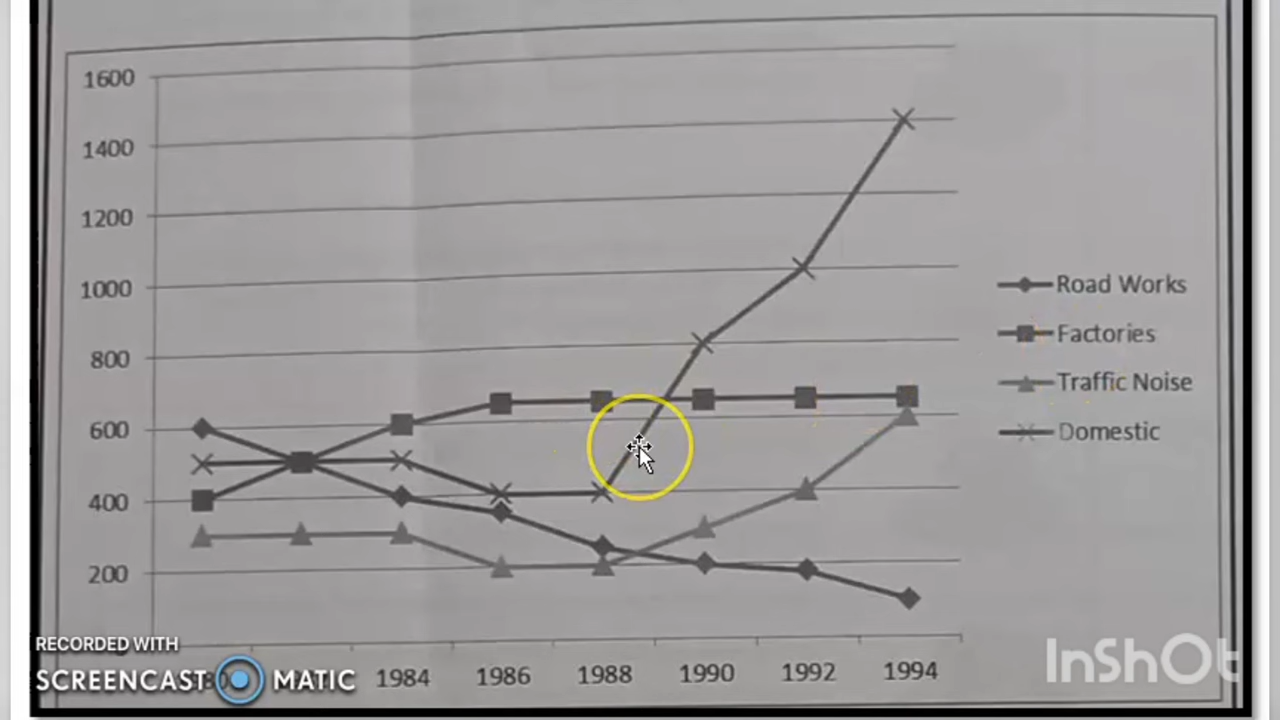 1600
1400
1200
1000
800
600
400
200
Road Works
Factories
Traffic Noise
Domestic
1984 1986 1988 1990 1992 1994
RECORDED WITH
SCREENCAST MATIC
InShOt